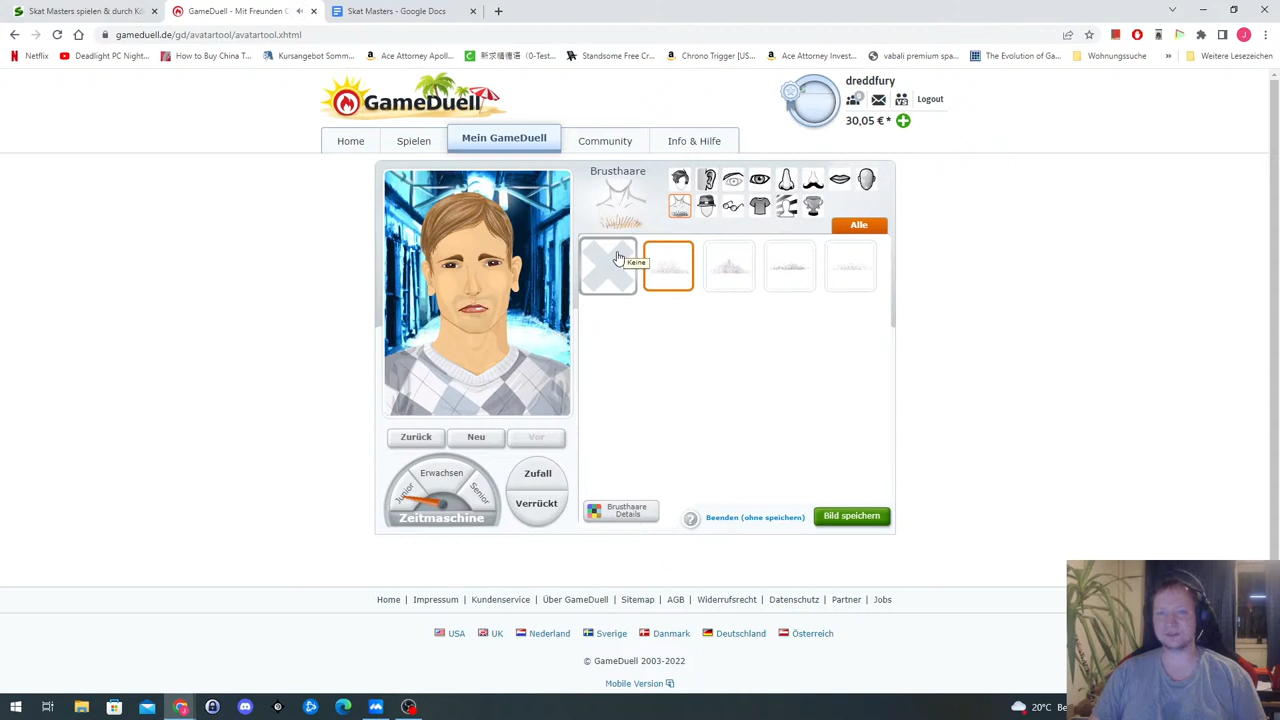 Skat Masters spielen & durch Kö
GameDuell - Mit Freunden O
Skat Masters - Google Docs
gameduell.de/gd/avatartool/avatartool.xhtml
Netflix
Deadlight PC Night...
How to Buy China T...
Kursangebot Sommer...
Ace Attorney Apoll...
Standsome Free Cr...
Chrono Trigger [US...
Ace Attorney Invest...
vabali premium spa...
The Evolution of Ga...
Wohnungssuche
»
Weitere Lesezeichen
GameDuell
dreddfury
0
VS
Logout
30,05 € *
Home
Spielen
Mein GameDuell
Community
Info & Hilfe
Brusthaare
Alle
Keine
Zurück
Neu
Vor
Junior
Erwachsen
Senior
Zeitmaschine
Zufall
Verrückt
Brusthaare
Details
?
Beenden (ohne speichern)
Bild speichern
Home | Impressum | Kundenservice | Über GameDuell | Sitemap | AGB | Widerrufsrecht | Datenschutz | Partner | Jobs
USA UK Nederland Sverige Danmark Deutschland Österreich
© GameDuell 2003-2022
Mobile Version
20°C Be